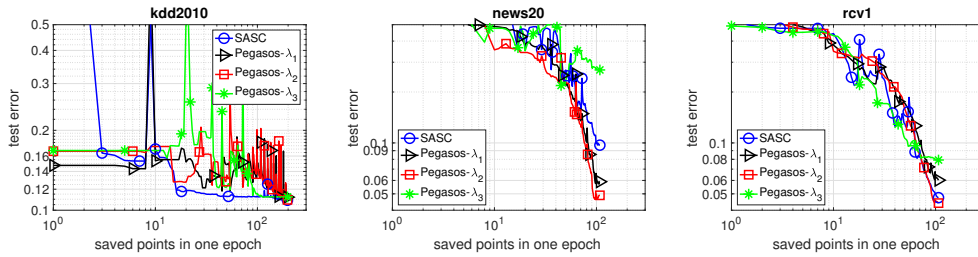 kdd2010
test error
0.5
0.4
0.3
0.2
0.16
0.14
0.12
0.1
SASC
Pegasos-λ1
Pegasos-λ2
Pegasos-λ3
10^0
10^1
10^2
saved points in one epoch
news20
test error
0.1
0.09
0.06
0.05
SASC
Pegasos-λ1
Pegasos-λ2
Pegasos-λ3
10^0
10^1
10^2
saved points in one epoch
rcv1
test error
0.1
0.08
0.06
0.05
SASC
Pegasos-λ1
Pegasos-λ2
Pegasos-λ3
10^0
10^1
10^2
saved points in one epoch